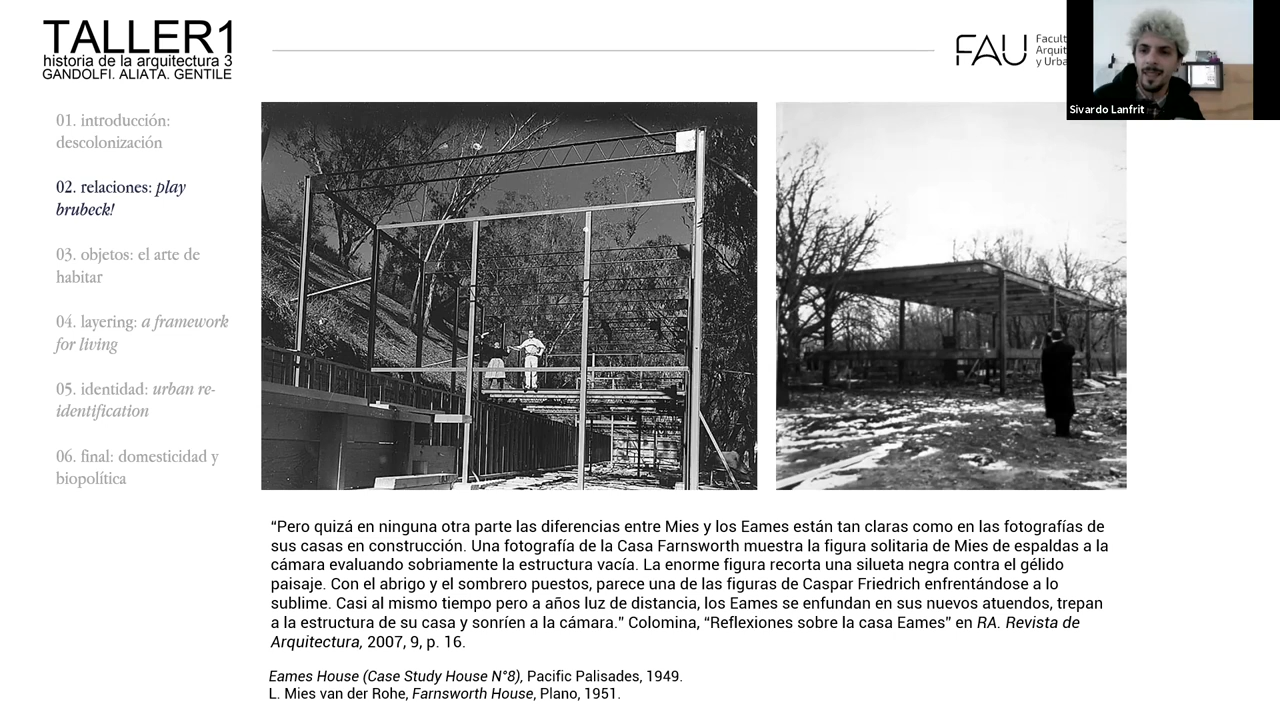 TALLER1
historia de la arquitectura 3
GANDOLFI. ALIATA. GENTILE
FAU
Facult
Arquit
y Urba
Sivardo Lanfrit
01. introducción:
descolonización
02. relaciones: play
brubeck!
03. objetos: el arte de
habitar
04. layering: a framework
for living
05. identidad: urban re-
identification
06. final: domesticidad y
biopolítica
“Pero quizá en ninguna otra parte las diferencias entre Mies y los Eames están tan claras como en las fotografías de
sus casas en construcción. Una fotografía de la Casa Farnsworth muestra la figura solitaria de Mies de espaldas a la
cámara evaluando sobriamente la estructura vacía. La enorme figura recorta una silueta negra contra el gélido
paisaje. Con el abrigo y el sombrero puestos, parece una de las figuras de Caspar Friedrich enfrentándose a lo
sublime. Casi al mismo tiempo pero a años luz de distancia, los Eames se enfundan en sus nuevos atuendos, trepan
a la estructura de su casa y sonríen a la cámara.” Colomina, “Reflexiones sobre la casa Eames” en RA. Revista de
Arquitectura, 2007, 9, p. 16.
Eames House (Case Study House N°8), Pacific Palisades, 1949.
L. Mies van der Rohe, Farnsworth House, Plano, 1951.